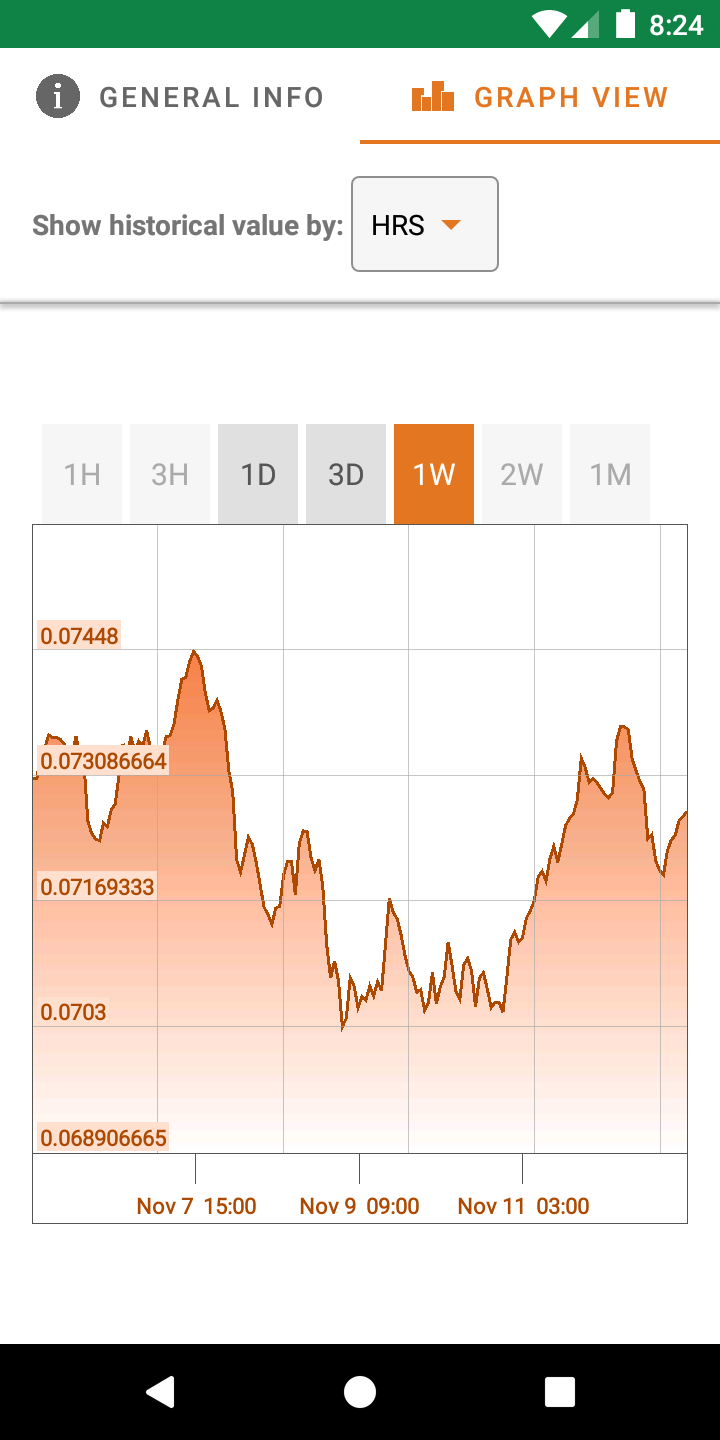 8:24
GENERAL INFO
GRAPH VIEW
Show historical value by: HRS
1H 3H 1D 3D 1W 2W 1M
0.07448
0.073086664
0.07169333
0.0703
0.068906665
Nov 7 15:00 Nov 9 09:00 Nov 11 03:00